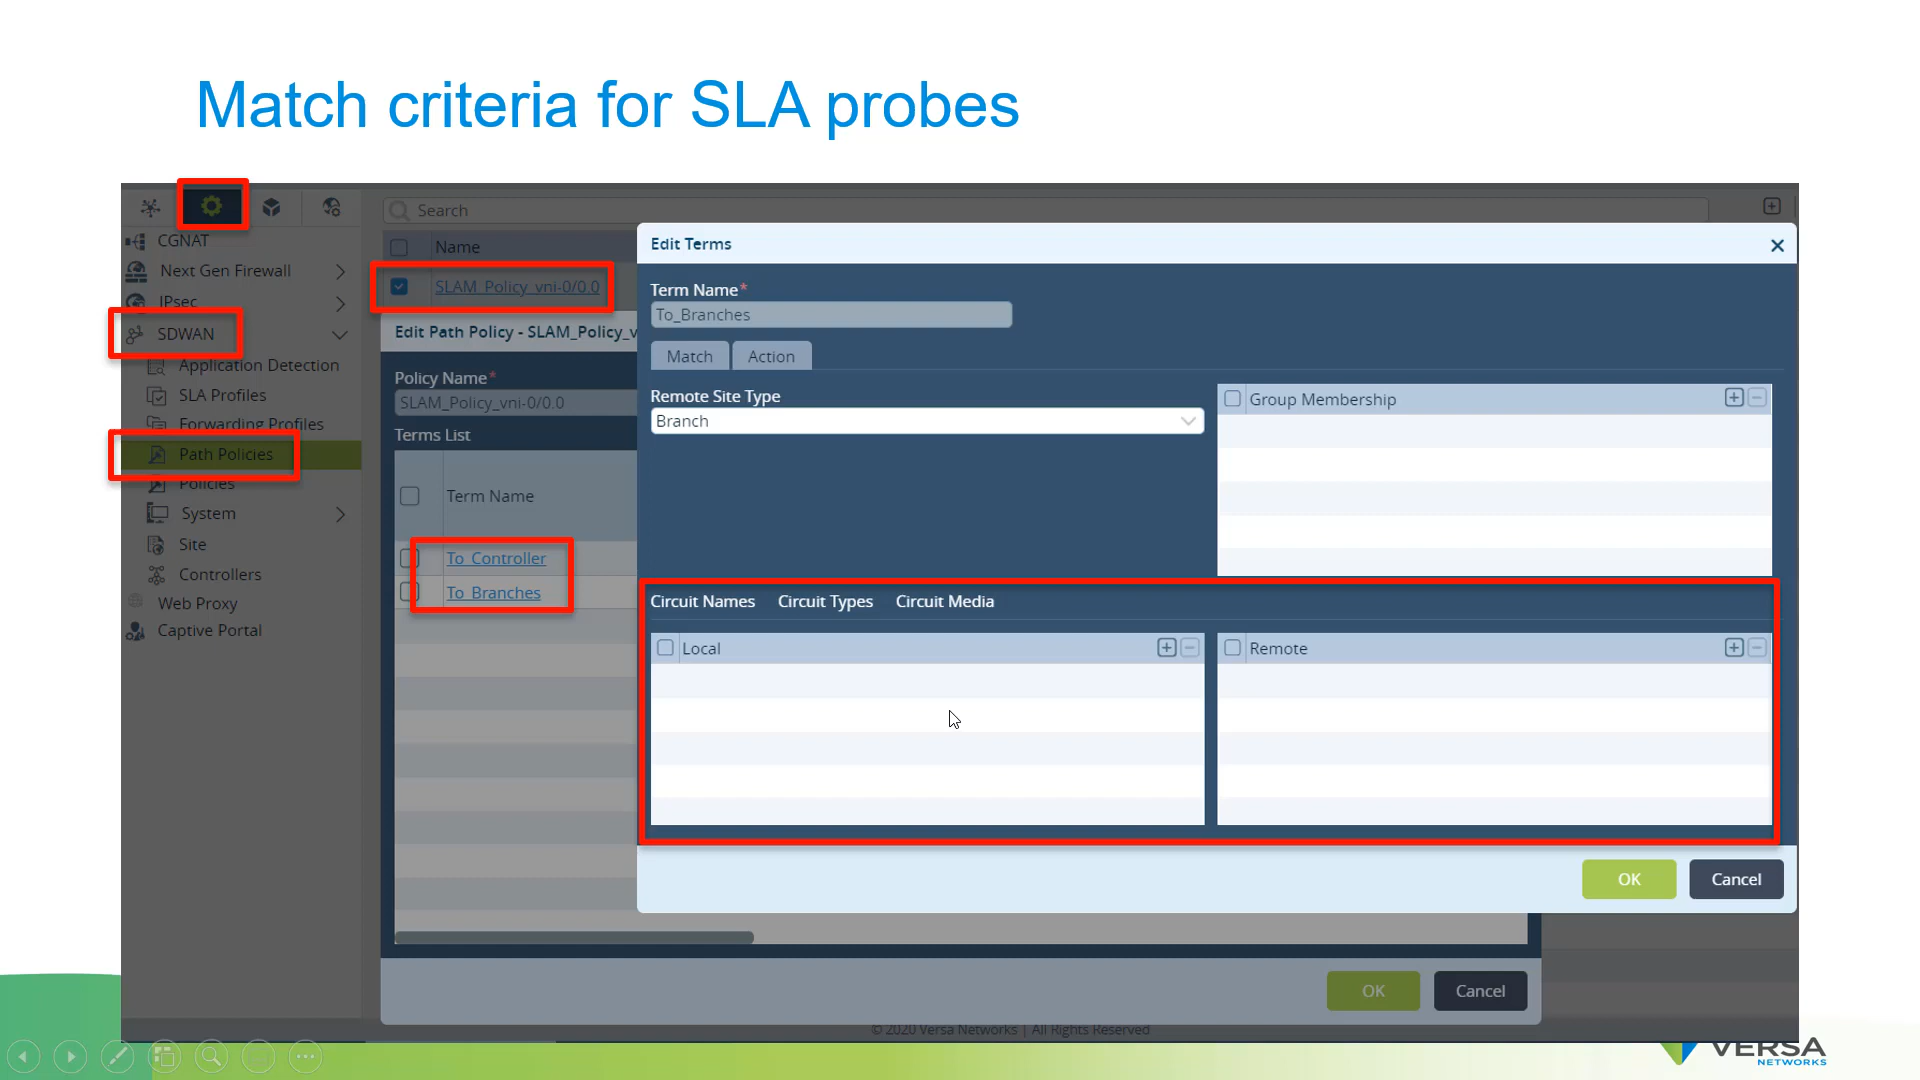 Match criteria for SLA probes
Search
CGNAT
Next Gen Firewall
IPsec
SDWAN
Application Detection
SLA Profiles
Forwarding Profiles
Path Policies
Policies
System
Site
Controllers
Web Proxy
Captive Portal
Name
SLAM_Policy_vni-0/0.0
Edit Path Policy - SLAM_Policy_v
Policy Name*
SLAM_Policy_vni-0/0.0
Terms List
Term Name
To_Controller
To_Branches
Edit Terms
Term Name*
To_Branches
Match Action
Remote Site Type
Branch
Group Membership
Circuit Names Circuit Types Circuit Media
Local
Remote
OK Cancel
OK Cancel
© 2020 Versa Networks | All Rights Reserved
VERSA
NETWORKS